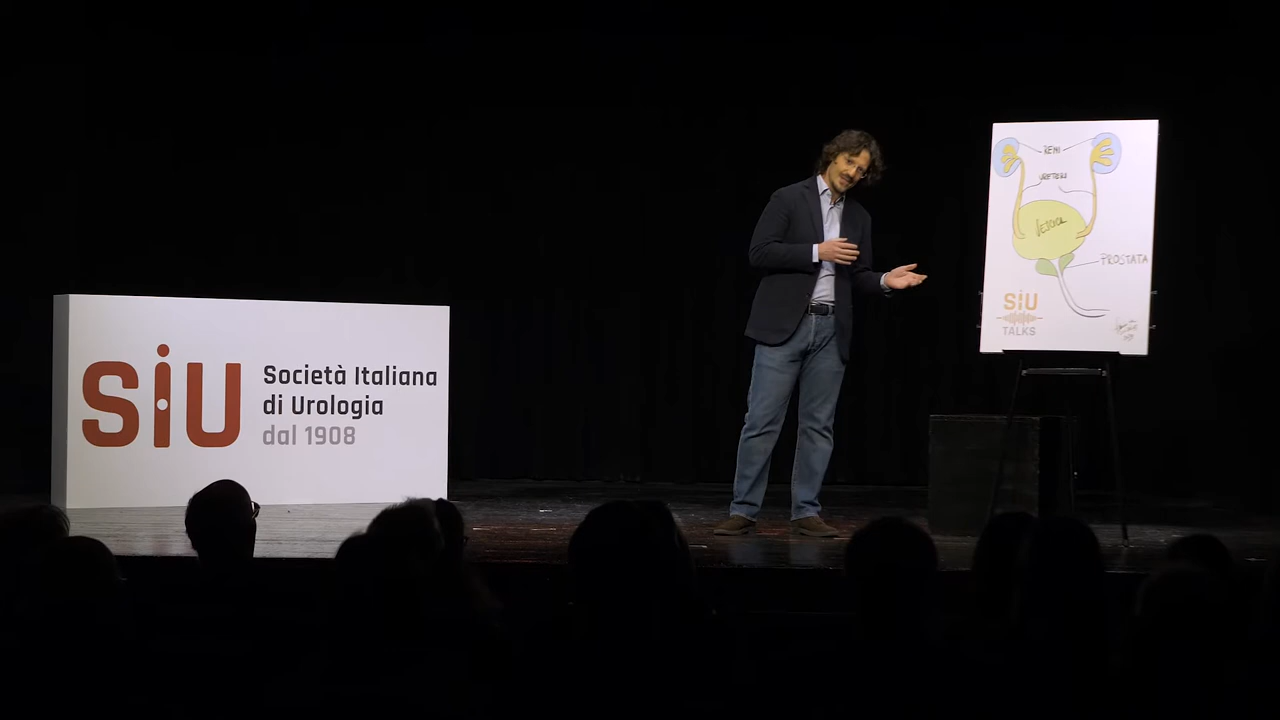 SiU
Società Italiana
di Urologia
dal 1908
RENI
URETERI
VESCICA
PROSTATA
SiU
TALKS